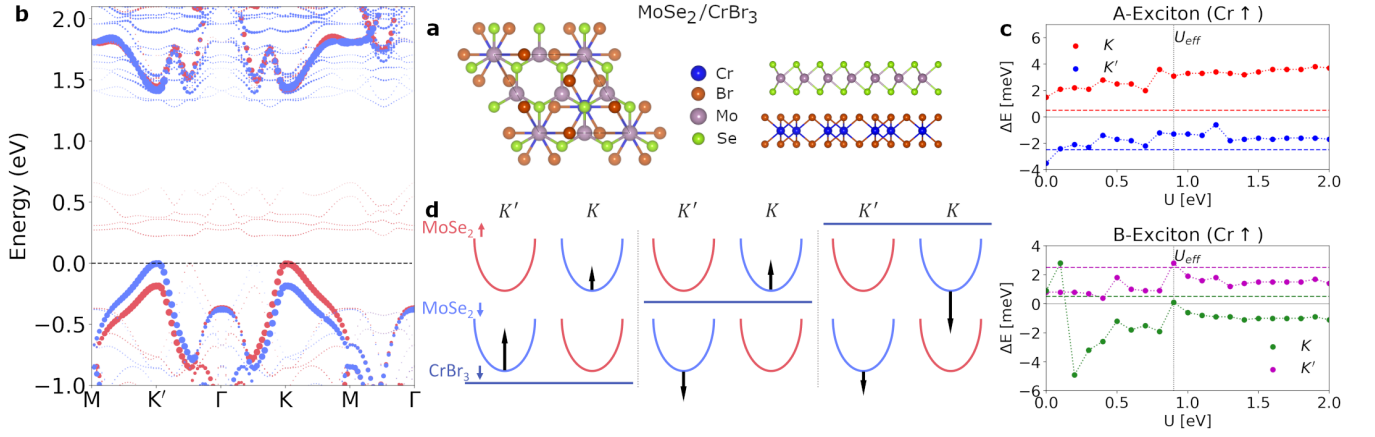 MoSe2/CrBr3
b
2.0
1.5
1.0
0.5
0.0
−0.5
−1.0
Energy (eV)
M K′ Γ K M Γ
a
Cr
Br
Mo
Se
d
K′ K K′ K K′ K
MoSe2↑
MoSe2↓
CrBr3↓
c
A-Exciton (Cr ↑)
Ueff
K
K′
6
4
2
0
−2
−4
ΔE [meV]
0.0 0.5 1.0 1.5 2.0
U [eV]
B-Exciton (Cr ↑)
Ueff
4
2
0
−2
−4
−6
ΔE [meV]
K
K′
0.0 0.5 1.0 1.5 2.0
U [eV]